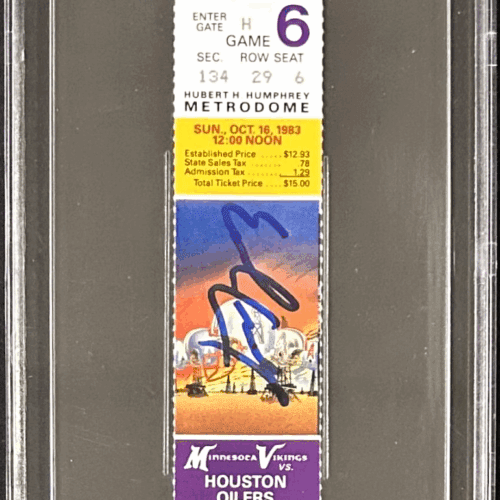 ENTER H
GATE
GAME 6
SEC. ROW SEAT
134 29 6
HUBERT H HUMPHREY
METRODOME
SUN., OCT. 16, 1983
12:00 NOON
Established Price ..... $12.93
State Sales Tax ....... .78
Admission Tax ........ 1.29
Total Ticket Price .... $15.00
MINNESOTA VIKINGS
VS.
HOUSTON
OILERS